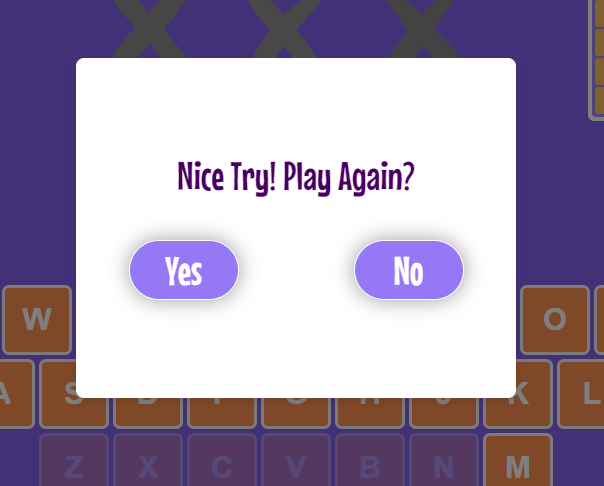 X X X
Nice Try! Play Again?
Yes No
W O
A S D F G H J K L
Z X C V B N M